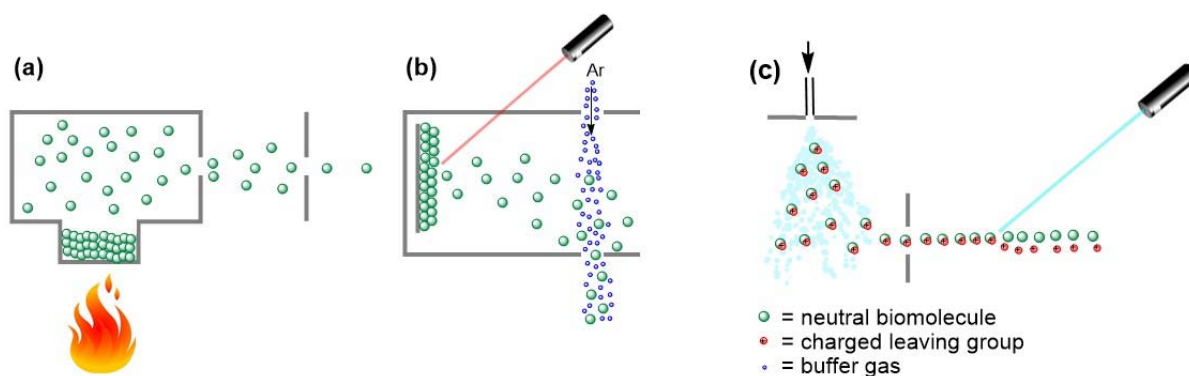 (a)
(b)
Ar
(c)
= neutral biomolecule
= charged leaving group
= buffer gas